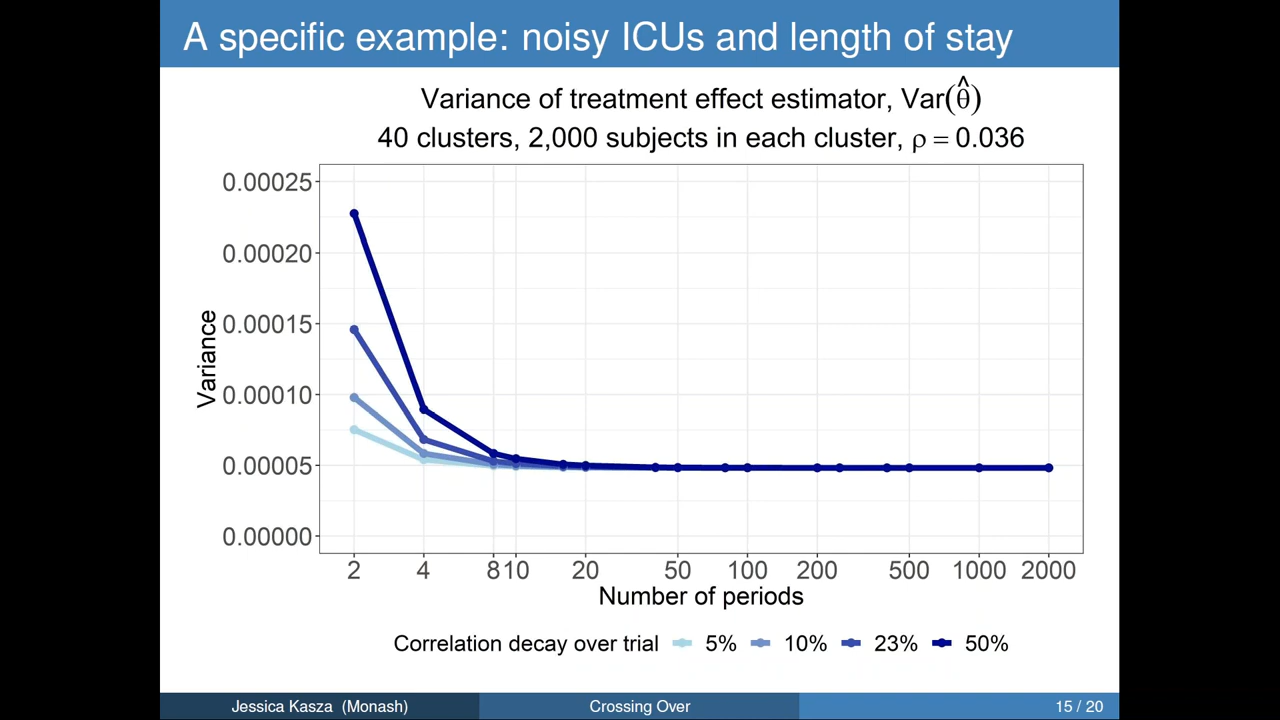 A specific example: noisy ICUs and length of stay
Variance of treatment effect estimator, Var(θ̂)
40 clusters, 2,000 subjects in each cluster, ρ = 0.036
Variance
0.00025
0.00020
0.00015
0.00010
0.00005
0.00000
2 4 8 10 20 50 100 200 500 1000 2000
Number of periods
Correlation decay over trial 5% 10% 23% 50%
Jessica Kasza (Monash) Crossing Over 15 / 20